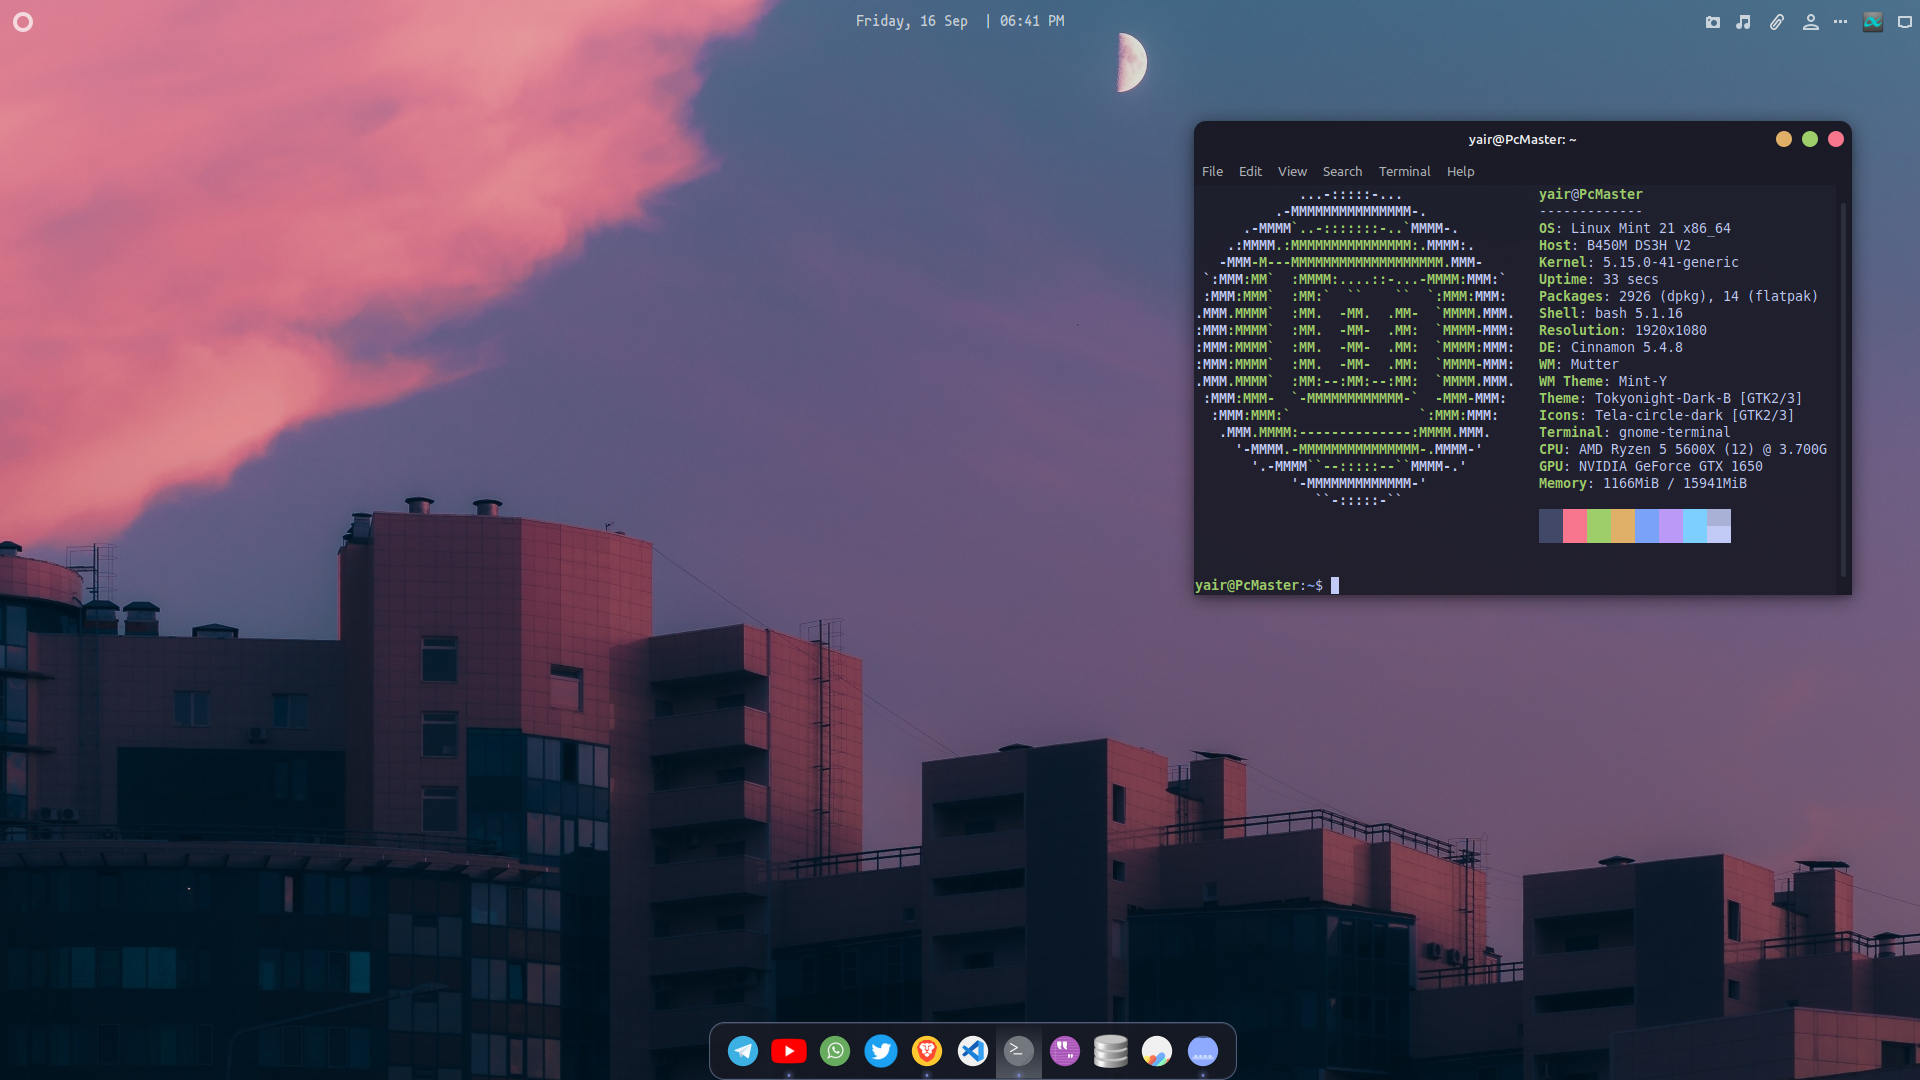 Friday, 16 Sep | 06:41 PM
yair@PcMaster: ~
File Edit View Search Terminal Help
...-:::::-...
.-MMMMMMMMMMMMMMM-.
.-MMMM`..-:::::::-..`MMMM-.
.:MMMM.:MMMMMMMMMMMMMMM:.MMMM:.
-MMM-M---MMMMMMMMMMMMMMMMMMM.MMM-
`:MMM:MM`  :MMMM:....::-...-MMMM:MMM:`
:MMM:MMM`  :MM:`  ``    ``  `:MMM:MMM:
.MMM.MMMM`  :MM.  -MM.  .MM-  `MMMM.MMM.
:MMM:MMMM`  :MM.  -MM-  .MM:  `MMMM-MMM:
:MMM:MMMM`  :MM.  -MM-  .MM:  `MMMM:MMM:
:MMM:MMMM`  :MM.  -MM-  .MM:  `MMMM-MMM:
.MMM.MMMM`  :MM:--:MM:--:MM:  `MMMM.MMM.
:MMM:MMM-  `-MMMMMMMMMMMM-`  -MMM-MMM:
:MMM:MMM:`                `:MMM:MMM:
.MMM.MMMM:--------------:MMMM.MMM.
'-MMMM.-MMMMMMMMMMMMMMM-.MMMM-'
'.-MMMM``--:::::--``MMMM-.'
'-MMMMMMMMMMMMM-'
``-:::::-``
yair@PcMaster
-------------
OS: Linux Mint 21 x86_64
Host: B450M DS3H V2
Kernel: 5.15.0-41-generic
Uptime: 33 secs
Packages: 2926 (dpkg), 14 (flatpak)
Shell: bash 5.1.16
Resolution: 1920x1080
DE: Cinnamon 5.4.8
WM: Mutter
WM Theme: Mint-Y
Theme: Tokyonight-Dark-B [GTK2/3]
Icons: Tela-circle-dark [GTK2/3]
Terminal: gnome-terminal
CPU: AMD Ryzen 5 5600X (12) @ 3.700G
GPU: NVIDIA GeForce GTX 1650
Memory: 1166MiB / 15941MiB
yair@PcMaster:~$